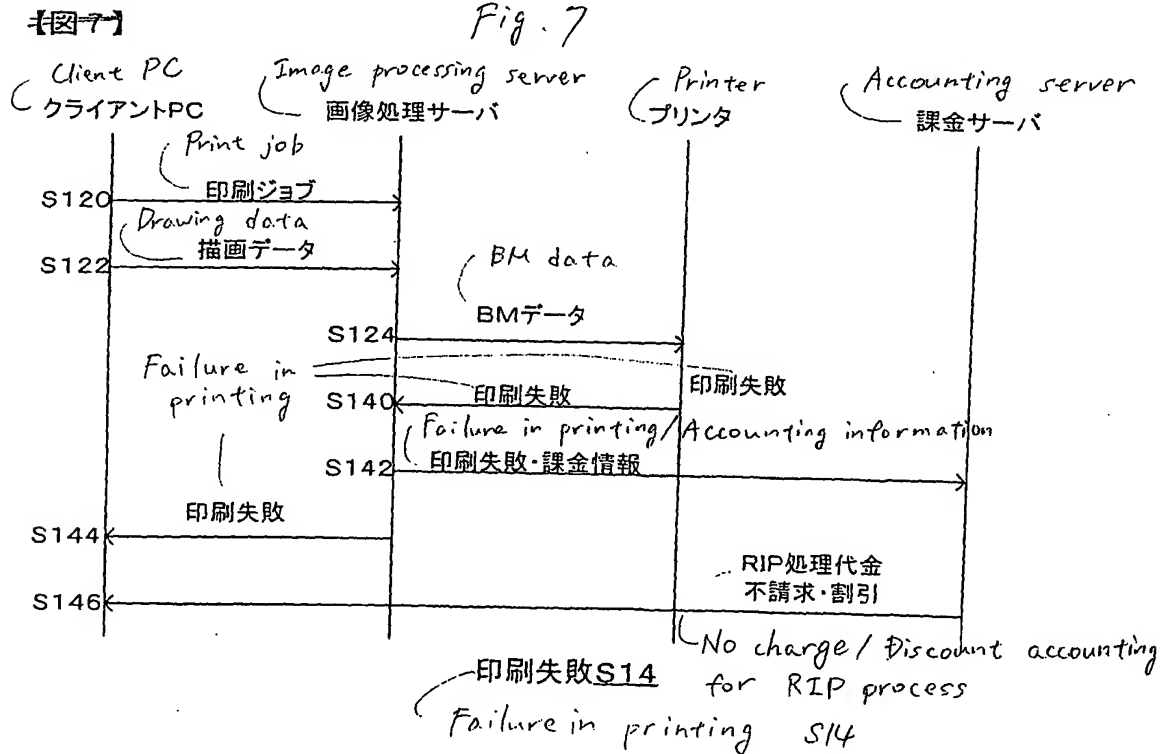 【図7】
Fig. 7
Client PC
クライアントPC
Image processing server
画像処理サーバ
Printer
プリンタ
Accounting server
課金サーバ
Print job
S120
印刷ジョブ
Drawing data
S122
描画データ
BM data
S124
BMデータ
Failure in
printing
印刷失敗
S140
印刷失敗
Failure in printing/Accounting information
S142
印刷失敗・課金情報
印刷失敗
S144
RIP処理代金
不請求・割引
S146
No charge/Discount accounting
for RIP process
印刷失敗S14
Failure in printing S14